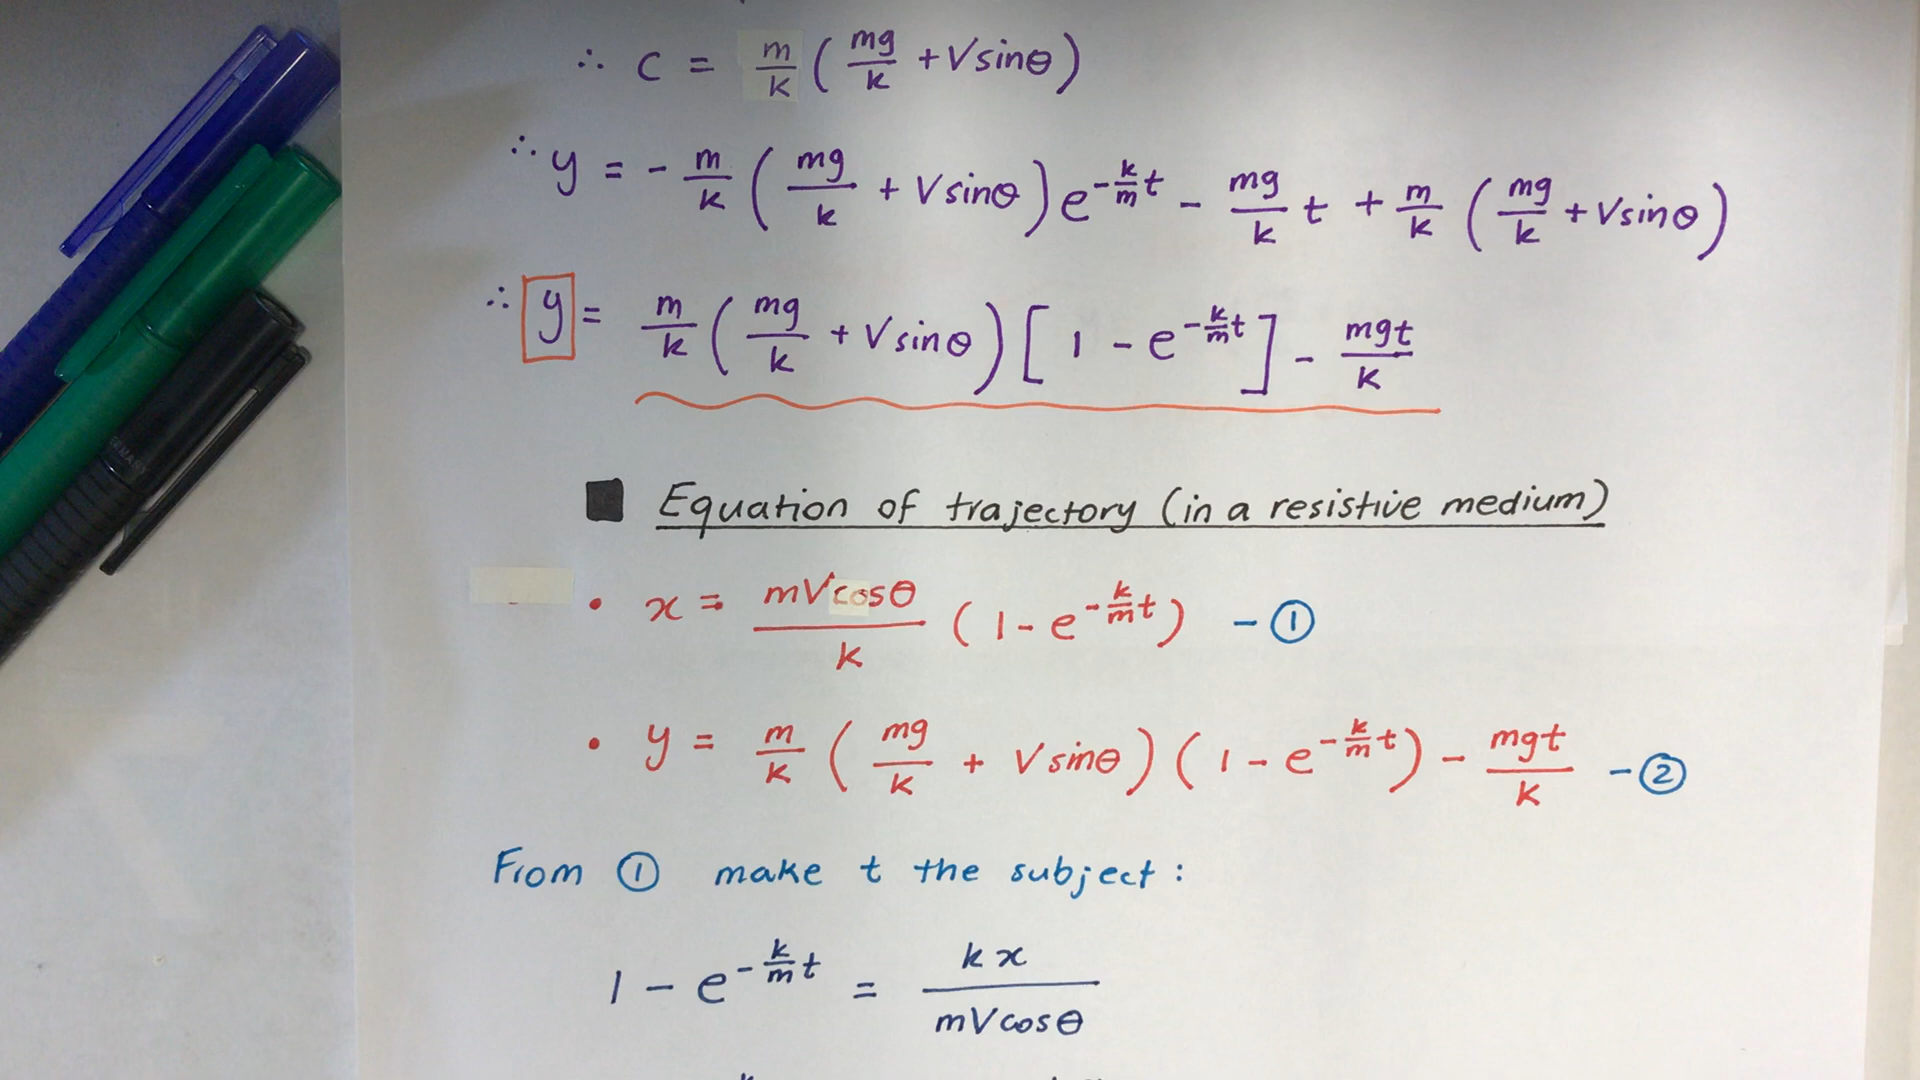 ∴ C = m/k ( mg/k + Vsinθ )
∴ y = - m/k ( mg/k + Vsinθ ) e^(-k/m t) - mg/k t + m/k ( mg/k + Vsinθ )
∴ y = m/k ( mg/k + Vsinθ ) [ 1 - e^(-k/m t) ] - mgt/k
Equation of trajectory (in a resistive medium)
• x = mVcosθ/k ( 1 - e^(-k/m t) ) - ①
• y = m/k ( mg/k + Vsinθ ) ( 1 - e^(-k/m t) ) - mgt/k - ②
From ① make t the subject :
1 - e^(-k/m t) = kx/mVcosθ